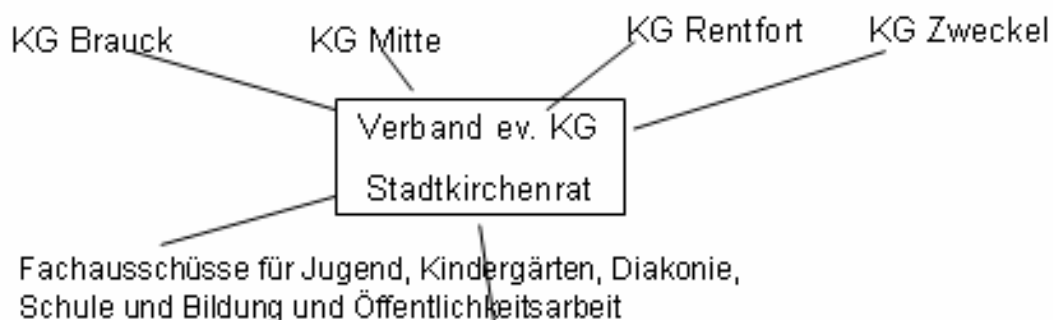 KG Brauck KG Mitte KG Rentfort KG Zweckel
Verband ev. KG
Stadtkirchenrat
Fachausschüsse für Jugend, Kindergärten, Diakonie,
Schule und Bildung und Öffentlichkeitsarbeit